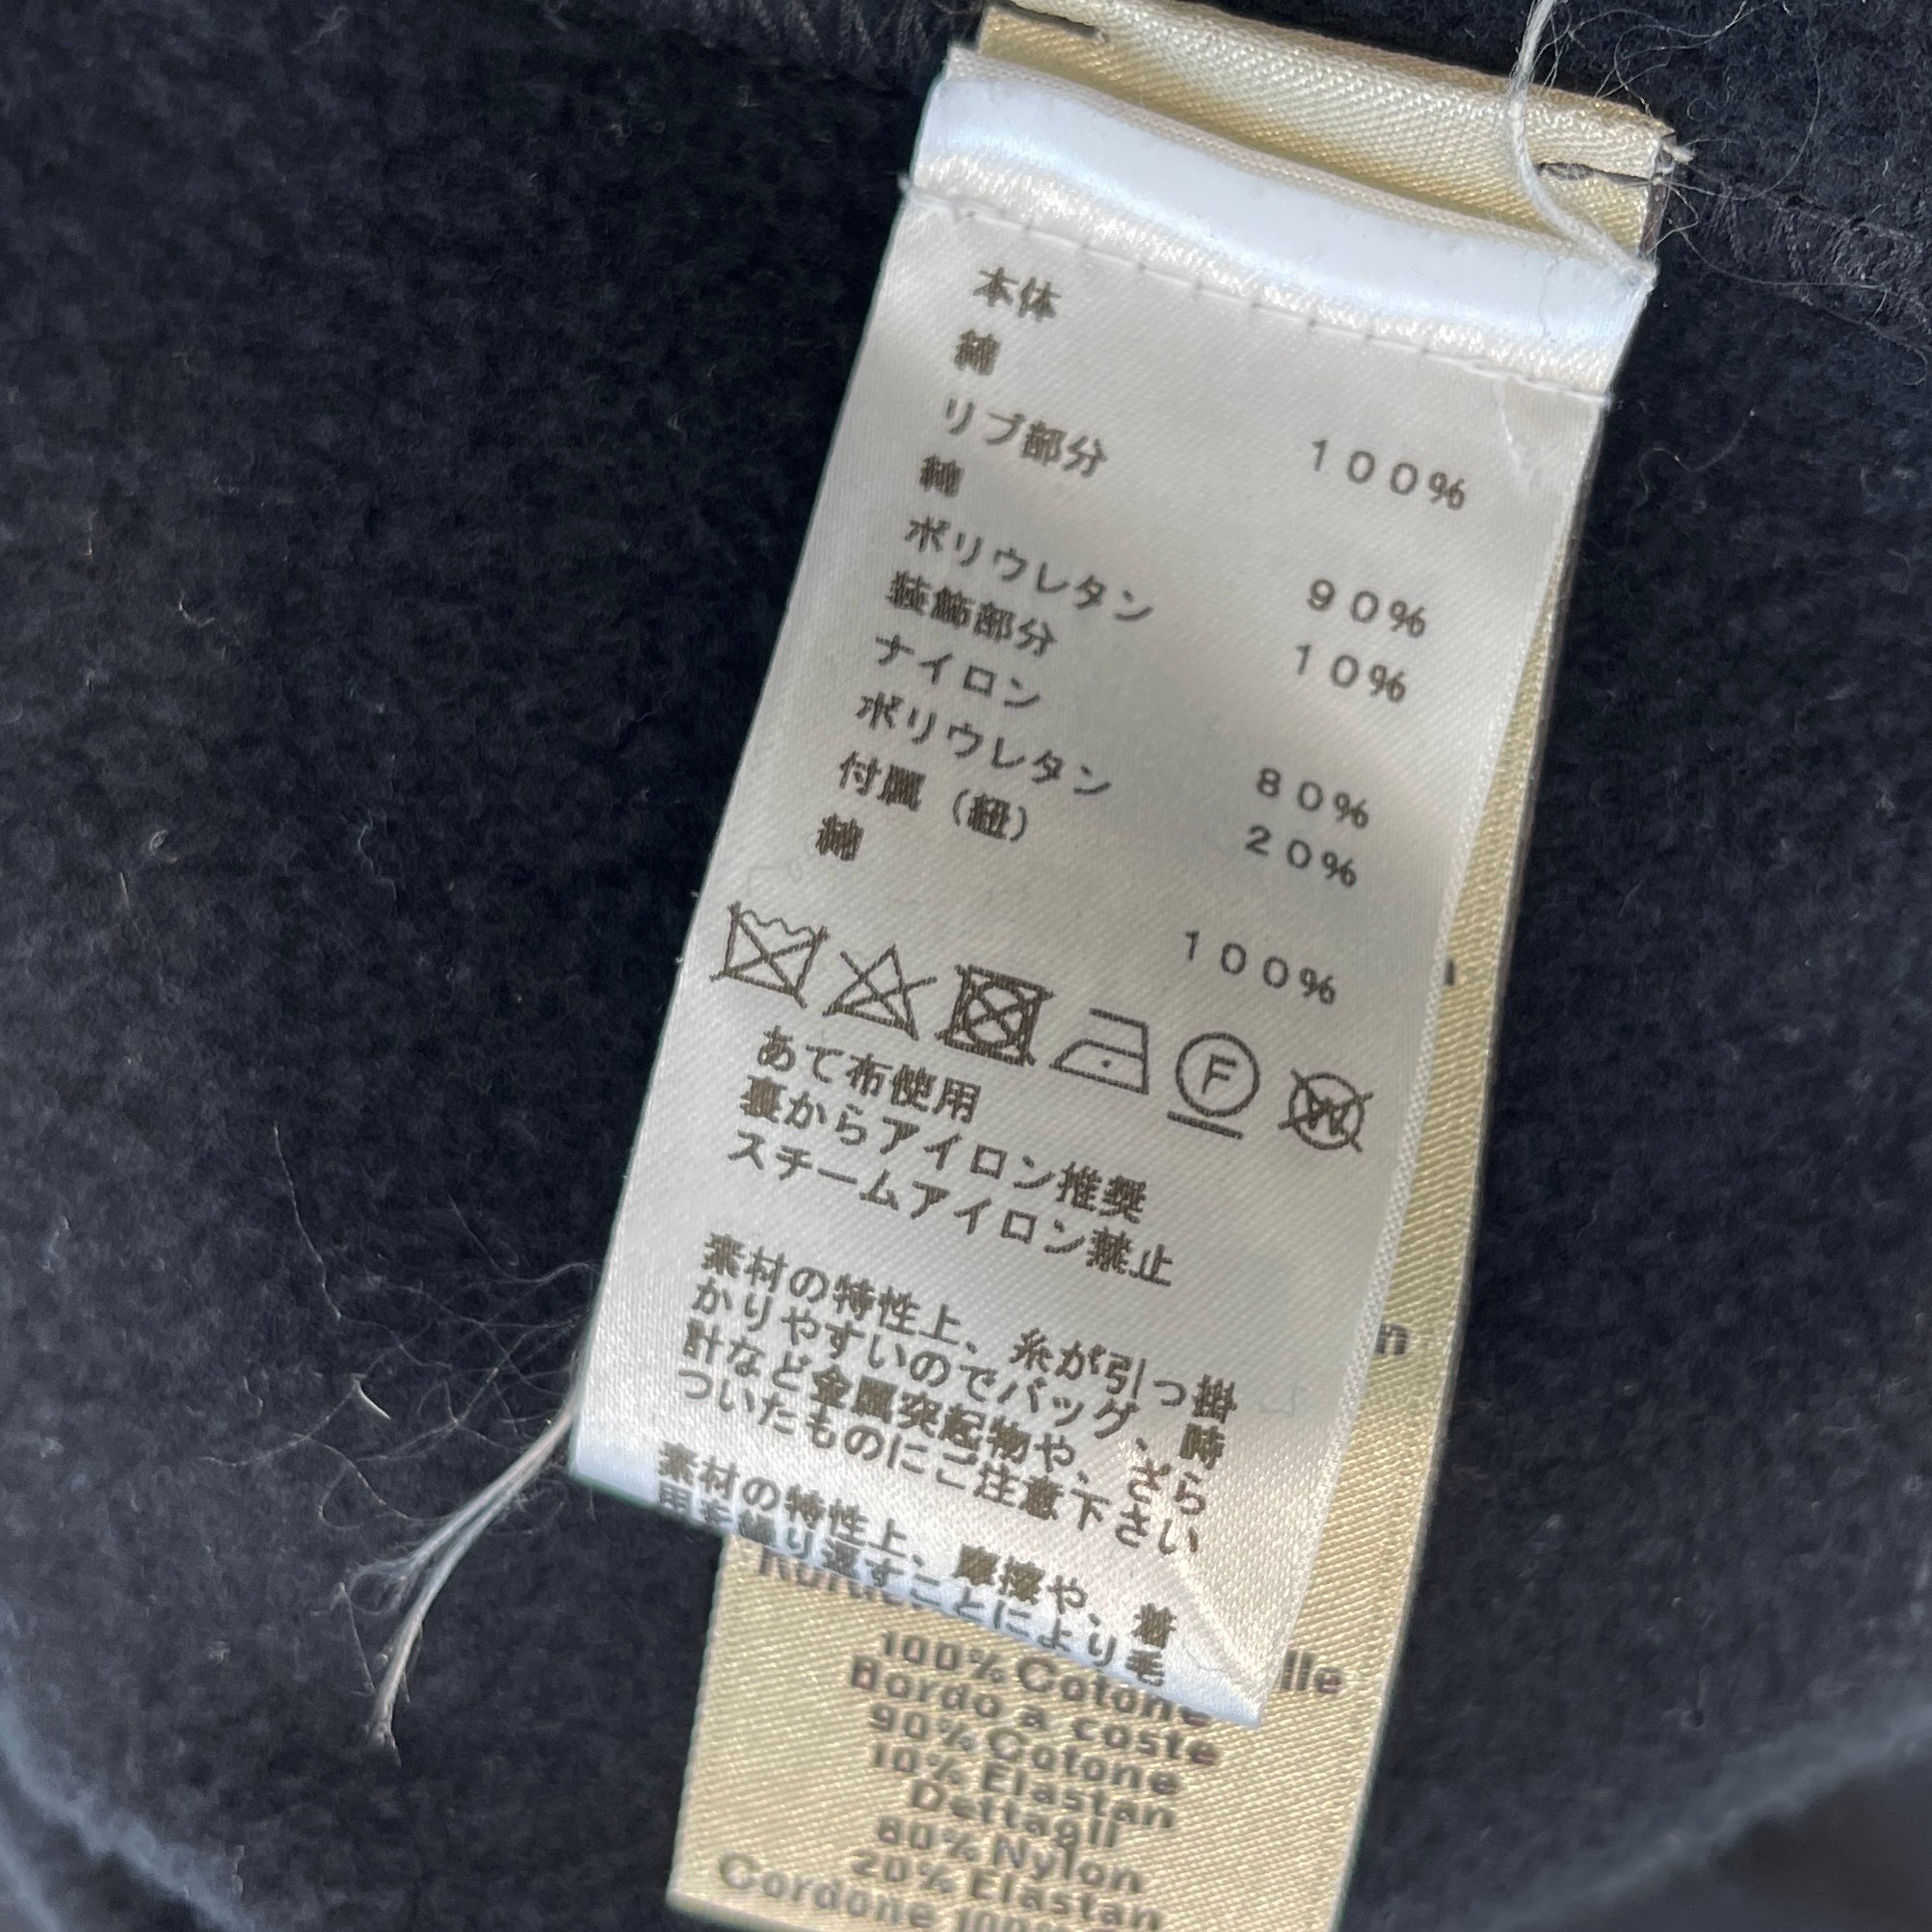 本体
綿 100%
リブ部分
綿 90%
ポリウレタン 10%
装飾部分
ナイロン 80%
ポリウレタン 20%
付属（紐）
綿 100%
F W
あて布使用
裏からアイロン推奨
スチームアイロン禁止
素材の特性上、糸が引っ掛
かりやすいのでバッグ、時
計など金属突起物や、ざら
ついたものにご注意下さい
素材の特性上、摩擦や、着
用を繰り返すことにより毛
lle
100% Cotone
Bordo a coste
90% Cotone
10% Elastan
Dettagli
80% Nylon
20% Elastan
Cordone 100%